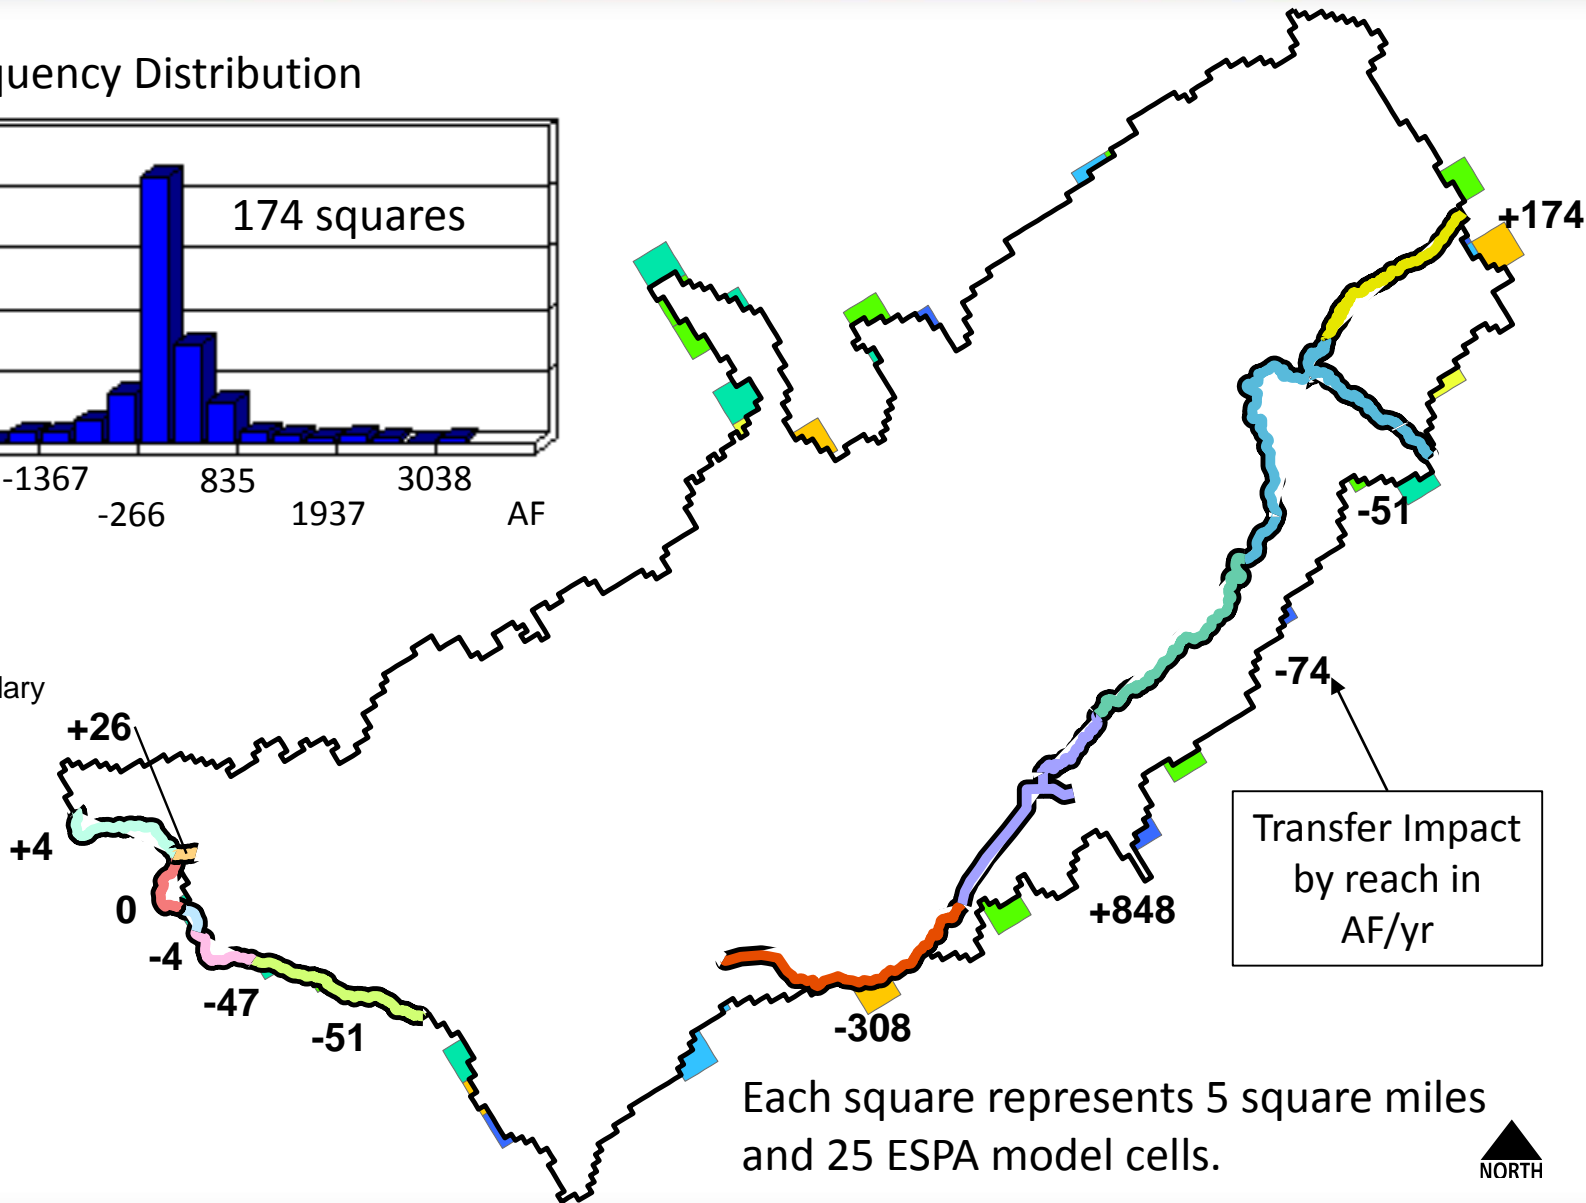 quency Distribution
174 squares
-1367
835
3038
-266
1937
AF
+174
-51
-74
lary
+26
+4
0
-4
-47
-51
-308
+848
Transfer Impact
by reach in
AF/yr
Each square represents 5 square miles
and 25 ESPA model cells.
NORTH